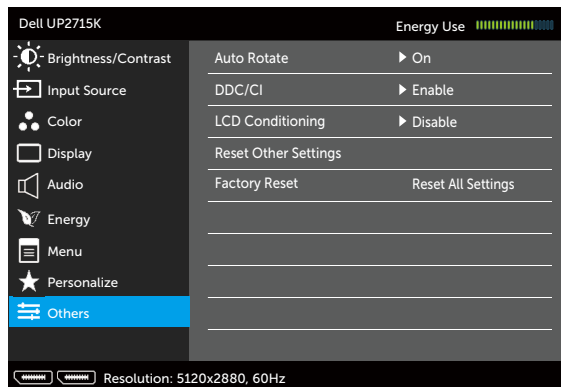 Dell UP2715K
Energy Use
Brightness/Contrast
Auto Rotate
On
Input Source
DDC/CI
Enable
Color
LCD Conditioning
Disable
Display
Reset Other Settings
Audio
Factory Reset
Reset All Settings
Energy
Menu
Personalize
Others
Resolution: 5120x2880, 60Hz